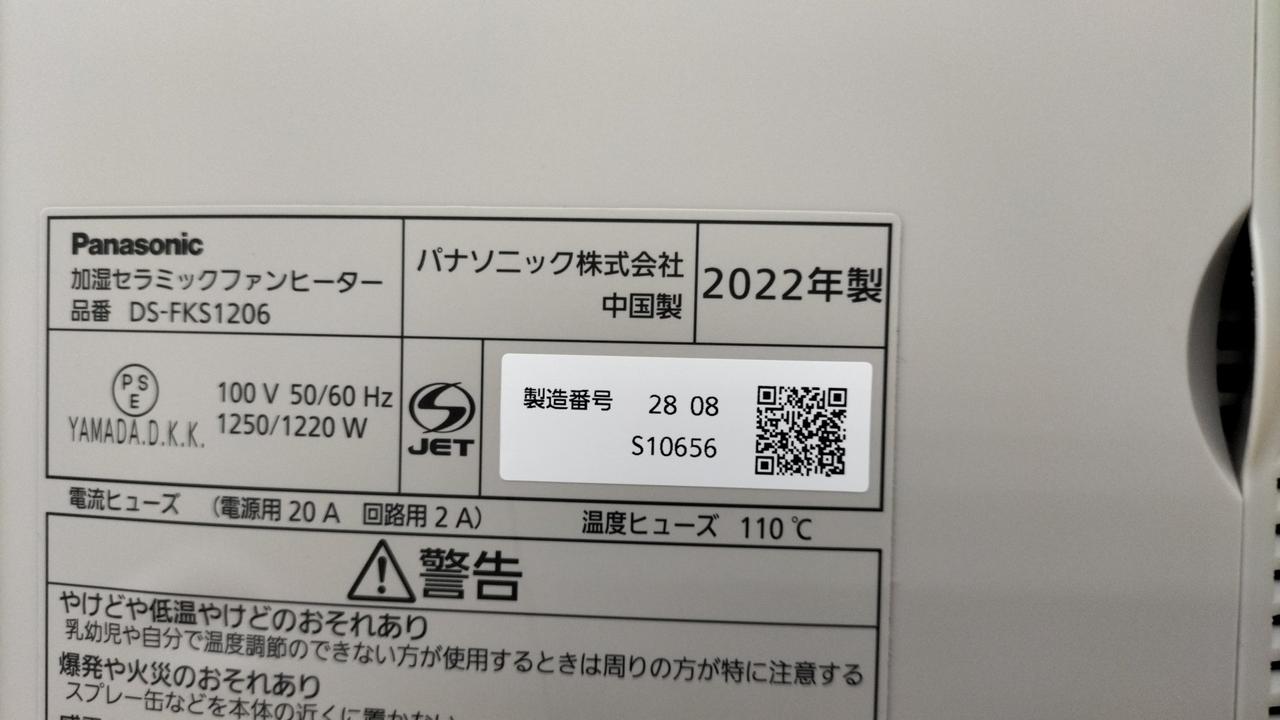 Panasonic
加湿セラミックファンヒーター
品番 DS-FKS1206
パナソニック株式会社
中国製
2022年製
PSE
YAMADA.D.K.K.
100 V 50/60 Hz
1250/1220 W
JET
製造番号 28 08
S10656
電流ヒューズ (電源用 20 A 回路用 2 A)
温度ヒューズ 110 ℃
警告
やけどや低温やけどのおそれあり
乳幼児や自分で温度調節のできない方が使用するときは周りの方が特に注意する
爆発や火災のおそれあり
スプレー缶などを本体の近くに置かない